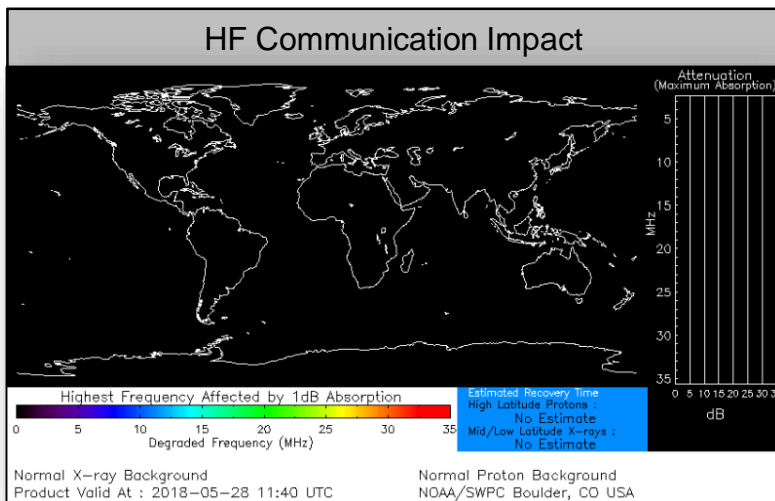 HF Communication Impact
Attenuation
(Maximum Absorption)
5
10
15
20
25
30
35
MHz
0 5 10 15 20 25 30 3
dB
Highest Frequency Affected by 1dB Absorption
0 5 10 15 20 25 30 35
Degraded Frequency (MHz)
Estimated Recovery Time
High Latitude Protons :
No Estimate
Mid/Low Latitude X-rays :
No Estimate
Normal X-ray Background
Product Valid At : 2018-05-28 11:40 UTC
Normal Proton Background
NOAA/SWPC Boulder, CO USA